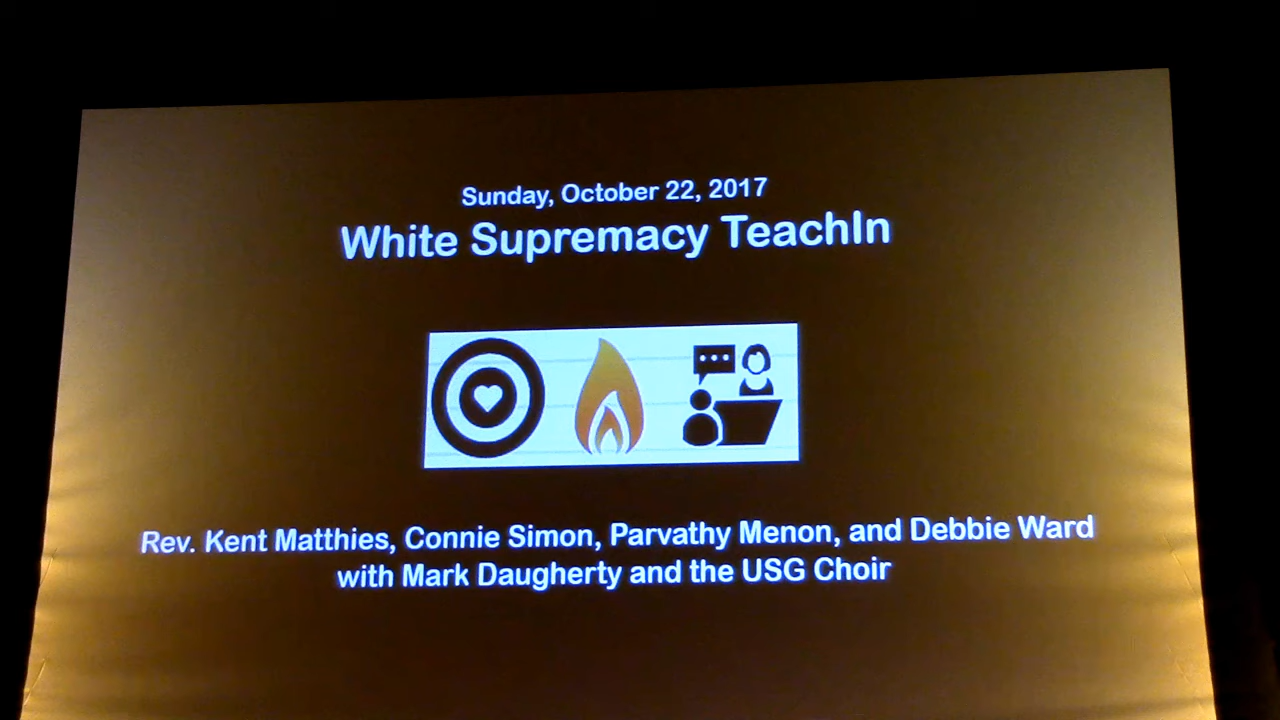 Sunday, October 22, 2017
White Supremacy TeachIn
Rev. Kent Matthies, Connie Simon, Parvathy Menon, and Debbie Ward
with Mark Daugherty and the USG Choir